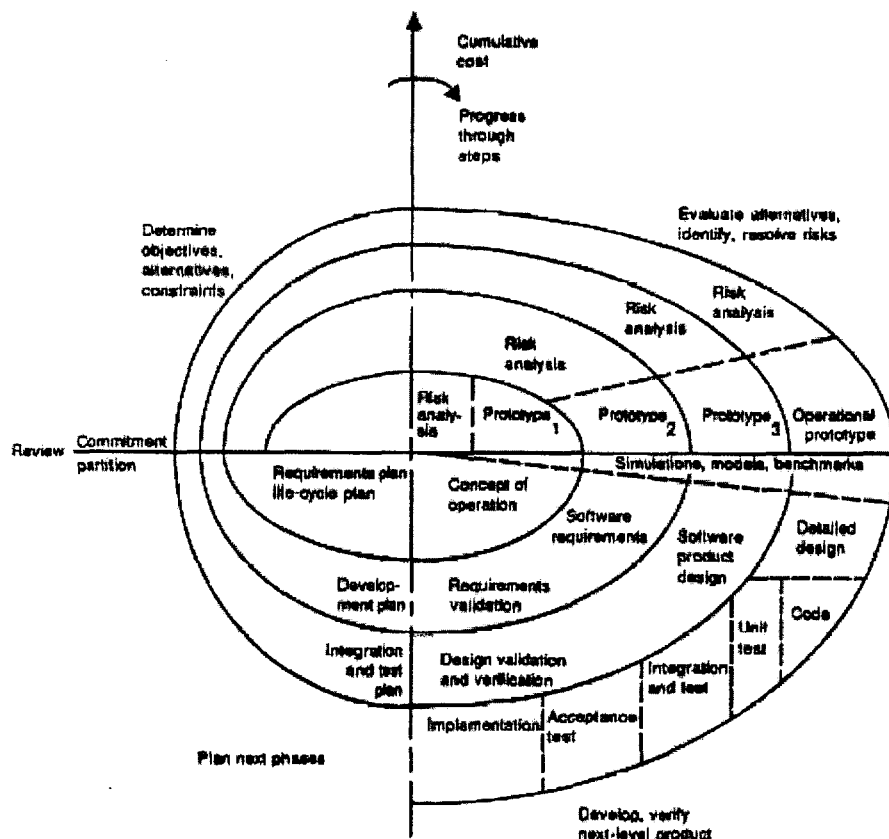 Cumulative
cost
Progress
through
steps
Determine
objectives,
alternatives,
constraints
Evaluate alternatives,
identify, resolve risks
Risk
analysis
Risk
analysis
Risk
analysis
Risk
analy-
sis
Prototype 1
Prototype 2
Prototype 3
Operational
prototype
Review
Commitment
partition
Simulations, models, benchmarks
Requirements plan
life-cycle plan
Concept of
operation
Software
requirements
Software
product
design
Detailed
design
Develop-
ment plan
Requirements
validation
Unit
test
Code
Integration
and test
plan
Design validation
and verification
Integration
and test
Implementation
Acceptance
test
Plan next phases
Develop, verify
next-level product